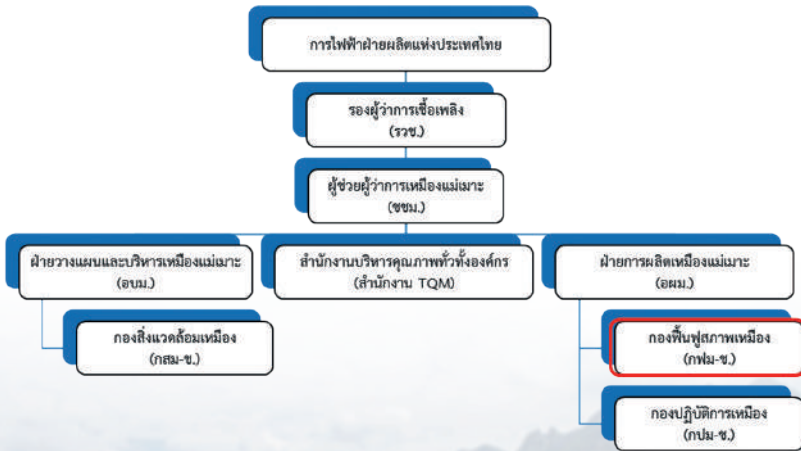 การไฟฟ้าฝ่ายผลิตแห่งประเทศไทย
รองผู้ว่าการเชื้อเพลิง
(รวช.)
ผู้ช่วยผู้ว่าการเหมืองแม่เมาะ
(ชชม.)
ฝ่ายวางแผนและบริหารเหมืองแม่เมาะ
(อบม.)
สำนักงานบริหารคุณภาพทั่วทั้งองค์กร
(สำนักงาน TQM)
ฝ่ายการผลิตเหมืองแม่เมาะ
(อผม.)
กองสิ่งแวดล้อมเหมือง
(กสม-ช.)
กองฟื้นฟูสภาพเหมือง
(กฟม-ช.)
กองปฏิบัติการเหมือง
(กปม-ช.)